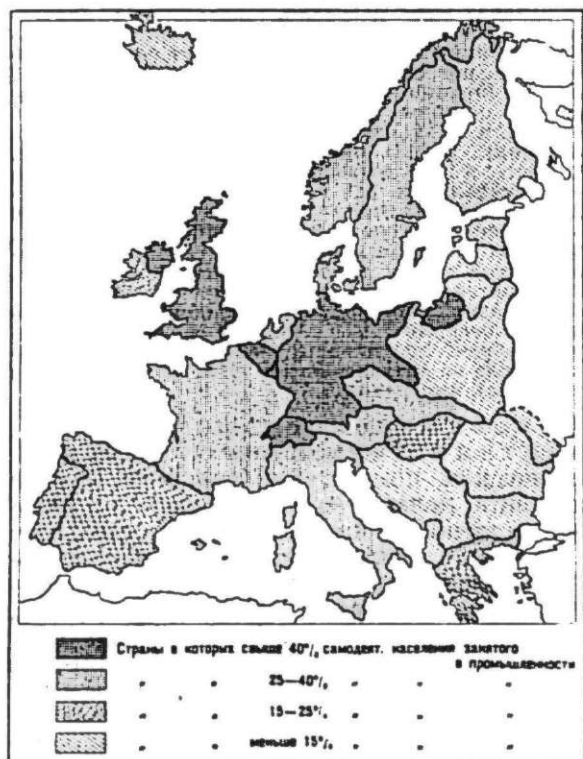 Страны в которых свыше 40% самодеят. населения занятого
в промышленности
" " 25—40% " " "
" " 15—25% " " "
" " меньше 15% " " "